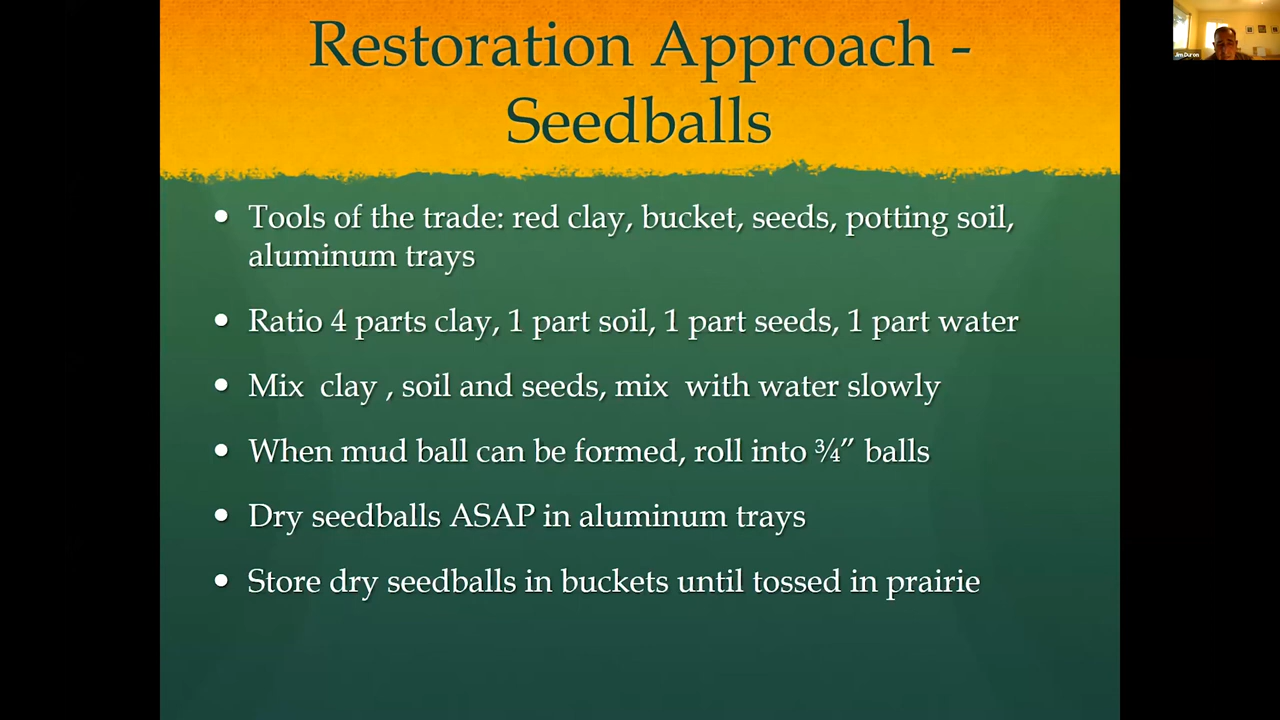 Restoration Approach -
Seedballs
Jim Duron
• Tools of the trade: red clay, bucket, seeds, potting soil,
aluminum trays
• Ratio 4 parts clay, 1 part soil, 1 part seeds, 1 part water
• Mix  clay , soil and seeds, mix  with water slowly
• When mud ball can be formed, roll into ¾” balls
• Dry seedballs ASAP in aluminum trays
• Store dry seedballs in buckets until tossed in prairie